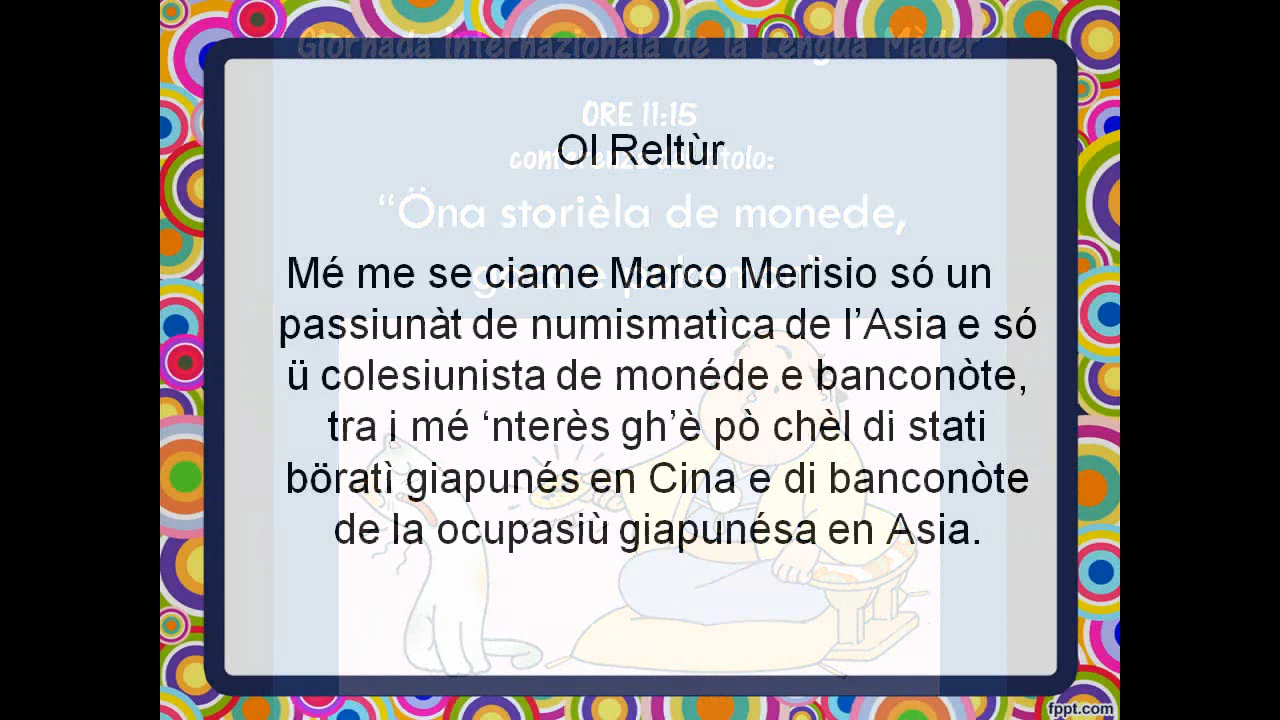 Giornada internazionala de la Lengua Màder
ORE 11:15
Ol Reltùr
“Öna storièla de monede,
Mé me se ciame Marco Merisio só un
passiunàt de numismatìca de l’Asia e só
ü colesiunista de monéde e banconòte,
tra i mé ‘nterès gh’è pò chèl di stati
böratì giapunés en Cina e di banconòte
de la ocupasiù giapunésa en Asia.
fppt.com